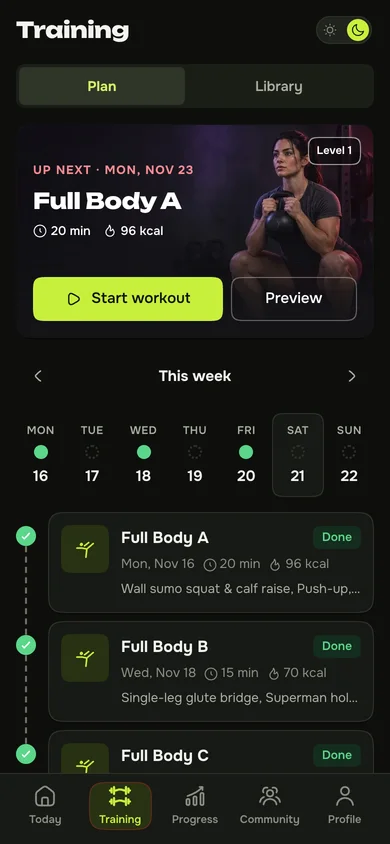 Training
Plan
Library
Level 1
UP NEXT · MON, NOV 23
Full Body A
20 min 96 kcal
Start workout
Preview
This week
MON TUE WED THU FRI SAT SUN
16 17 18 19 20 21 22
Full Body A Done
Mon, Nov 16 20 min 96 kcal
Wall sumo squat & calf raise, Push-up,...
Full Body B Done
Wed, Nov 18 15 min 70 kcal
Single-leg glute bridge, Superman hol...
Full Body C Done
Today Training Progress Community Profile